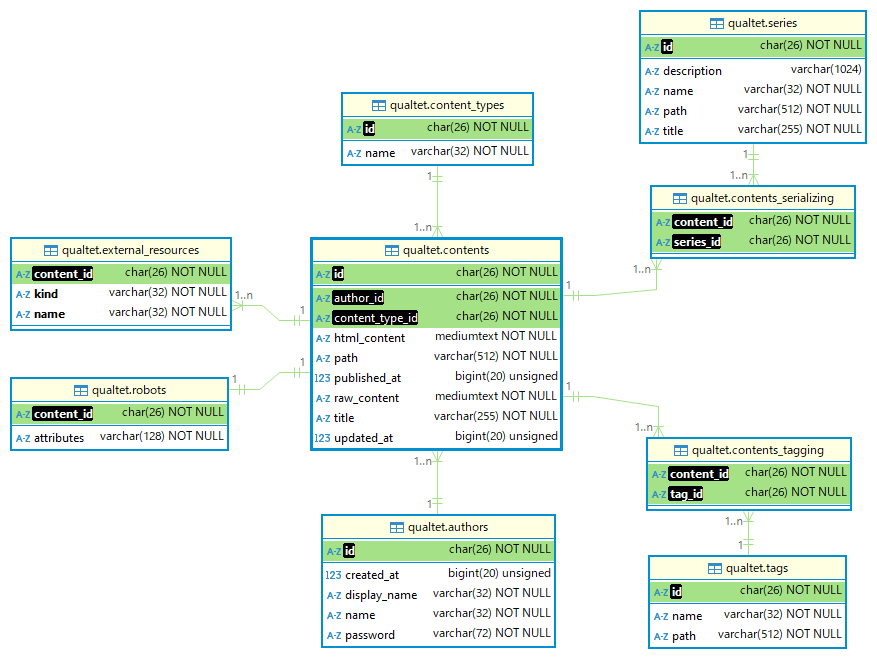 qualtet.series
A-Z id char(26) NOT NULL
A-Z description varchar(1024)
A-Z name varchar(32) NOT NULL
A-Z path varchar(512) NOT NULL
A-Z title varchar(255) NOT NULL
qualtet.content_types
A-Z id char(26) NOT NULL
A-Z name varchar(32) NOT NULL
1
1..n
1
1..n
qualtet.contents_serializing
A-Z content_id char(26) NOT NULL
A-Z series_id char(26) NOT NULL
1..n
1
qualtet.external_resources
A-Z content_id char(26) NOT NULL
A-Z kind varchar(32) NOT NULL
A-Z name varchar(32) NOT NULL
1..n
1
qualtet.contents
A-Z id char(26) NOT NULL
A-Z author_id char(26) NOT NULL
A-Z content_type_id char(26) NOT NULL
A-Z html_content mediumtext NOT NULL
A-Z path varchar(512) NOT NULL
123 published_at bigint(20) unsigned
A-Z raw_content mediumtext NOT NULL
A-Z title varchar(255) NOT NULL
123 updated_at bigint(20) unsigned
qualtet.robots
A-Z content_id char(26) NOT NULL
A-Z attributes varchar(128) NOT NULL
1
1
1
1..n
qualtet.contents_tagging
A-Z content_id char(26) NOT NULL
A-Z tag_id char(26) NOT NULL
1..n
1
1..n
1
qualtet.authors
A-Z id char(26) NOT NULL
123 created_at bigint(20) unsigned
A-Z display_name varchar(32) NOT NULL
A-Z name varchar(32) NOT NULL
A-Z password varchar(72) NOT NULL
qualtet.tags
A-Z id char(26) NOT NULL
A-Z name varchar(32) NOT NULL
A-Z path varchar(512) NOT NULL